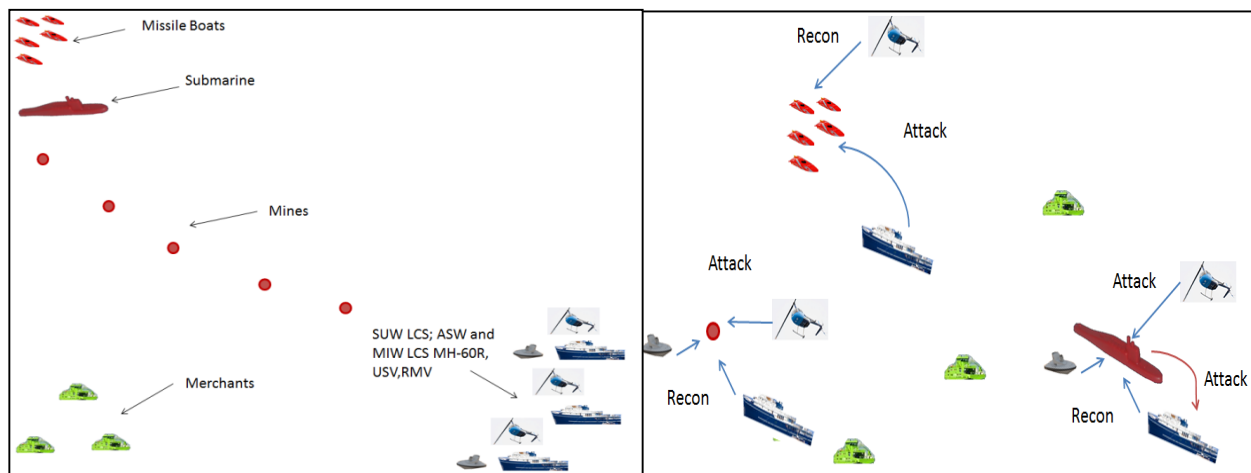 Missile Boats
Submarine
Mines
SUW LCS; ASW and
MIW LCS MH-60R,
USV,RMV
Merchants
Recon
Attack
Attack
Attack
Recon
Attack
Recon